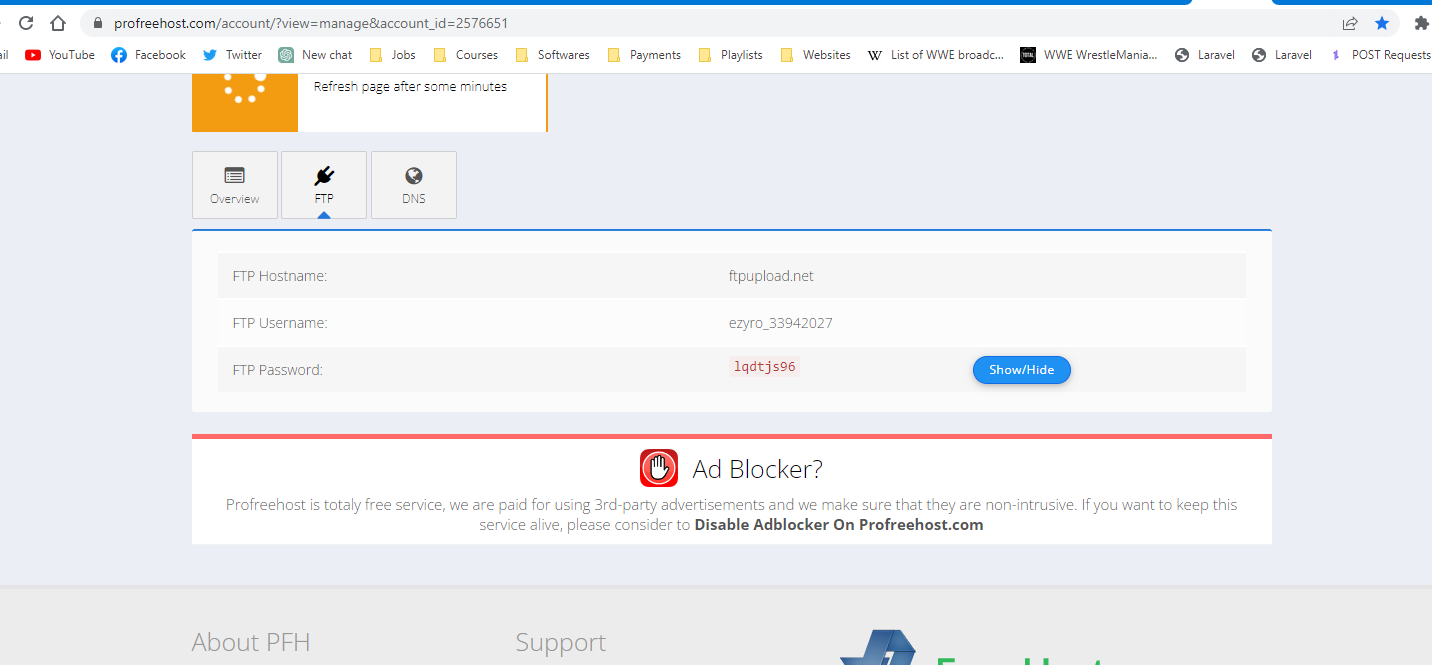 profreehost.com/account/?view=manage&account_id=2576651
YouTube Facebook Twitter New chat Jobs Courses Softwares Payments Playlists Websites List of WWE broadc... WWE WrestleMania... Laravel Laravel POST Requests
Refresh page after some minutes
Overview FTP DNS
FTP Hostname: ftpupload.net
FTP Username: ezyro_33942027
FTP Password: lqdtjs96 Show/Hide
Ad Blocker?
Profreehost is totaly free service, we are paid for using 3rd-party advertisements and we make sure that they are non-intrusive. If you want to keep this
service alive, please consider to Disable Adblocker On Profreehost.com
About PFH Support